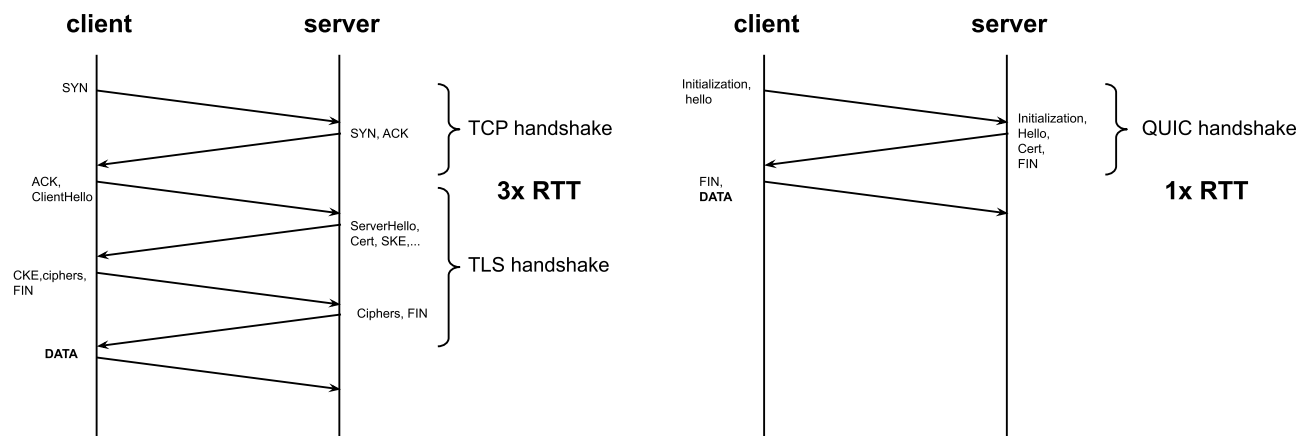 client
server
SYN
SYN, ACK
TCP handshake
ACK,
ClientHello
3x RTT
ServerHello,
Cert, SKE,...
TLS handshake
CKE,ciphers,
FIN
Ciphers, FIN
DATA
client
server
Initialization,
hello
Initialization,
Hello,
Cert,
FIN
QUIC handshake
FIN,
DATA
1x RTT